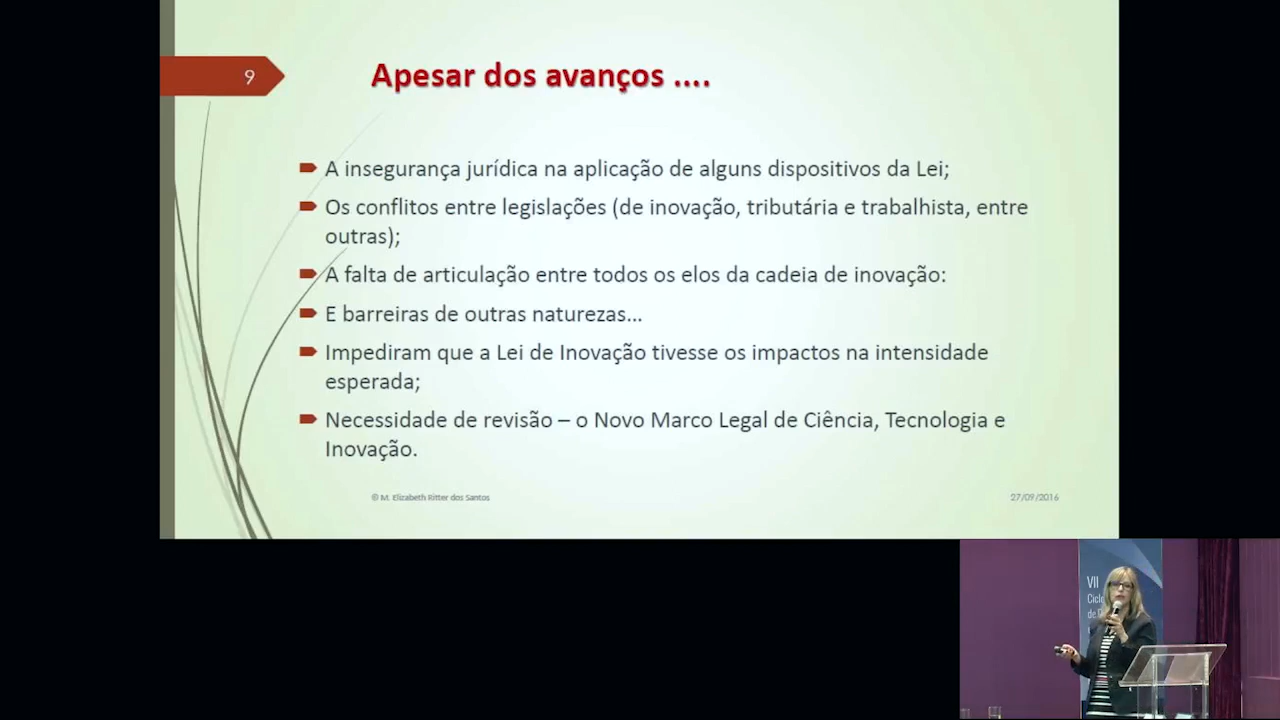 9
Apesar dos avanços ....
A insegurança jurídica na aplicação de alguns dispositivos da Lei;
Os conflitos entre legislações (de inovação, tributária e trabalhista, entre
outras);
A falta de articulação entre todos os elos da cadeia de inovação:
E barreiras de outras naturezas...
Impediram que a Lei de Inovação tivesse os impactos na intensidade
esperada;
Necessidade de revisão – o Novo Marco Legal de Ciência, Tecnologia e
Inovação.
© M. Elizabeth Ritter dos Santos
27/09/2016
VII
Ciclo
de